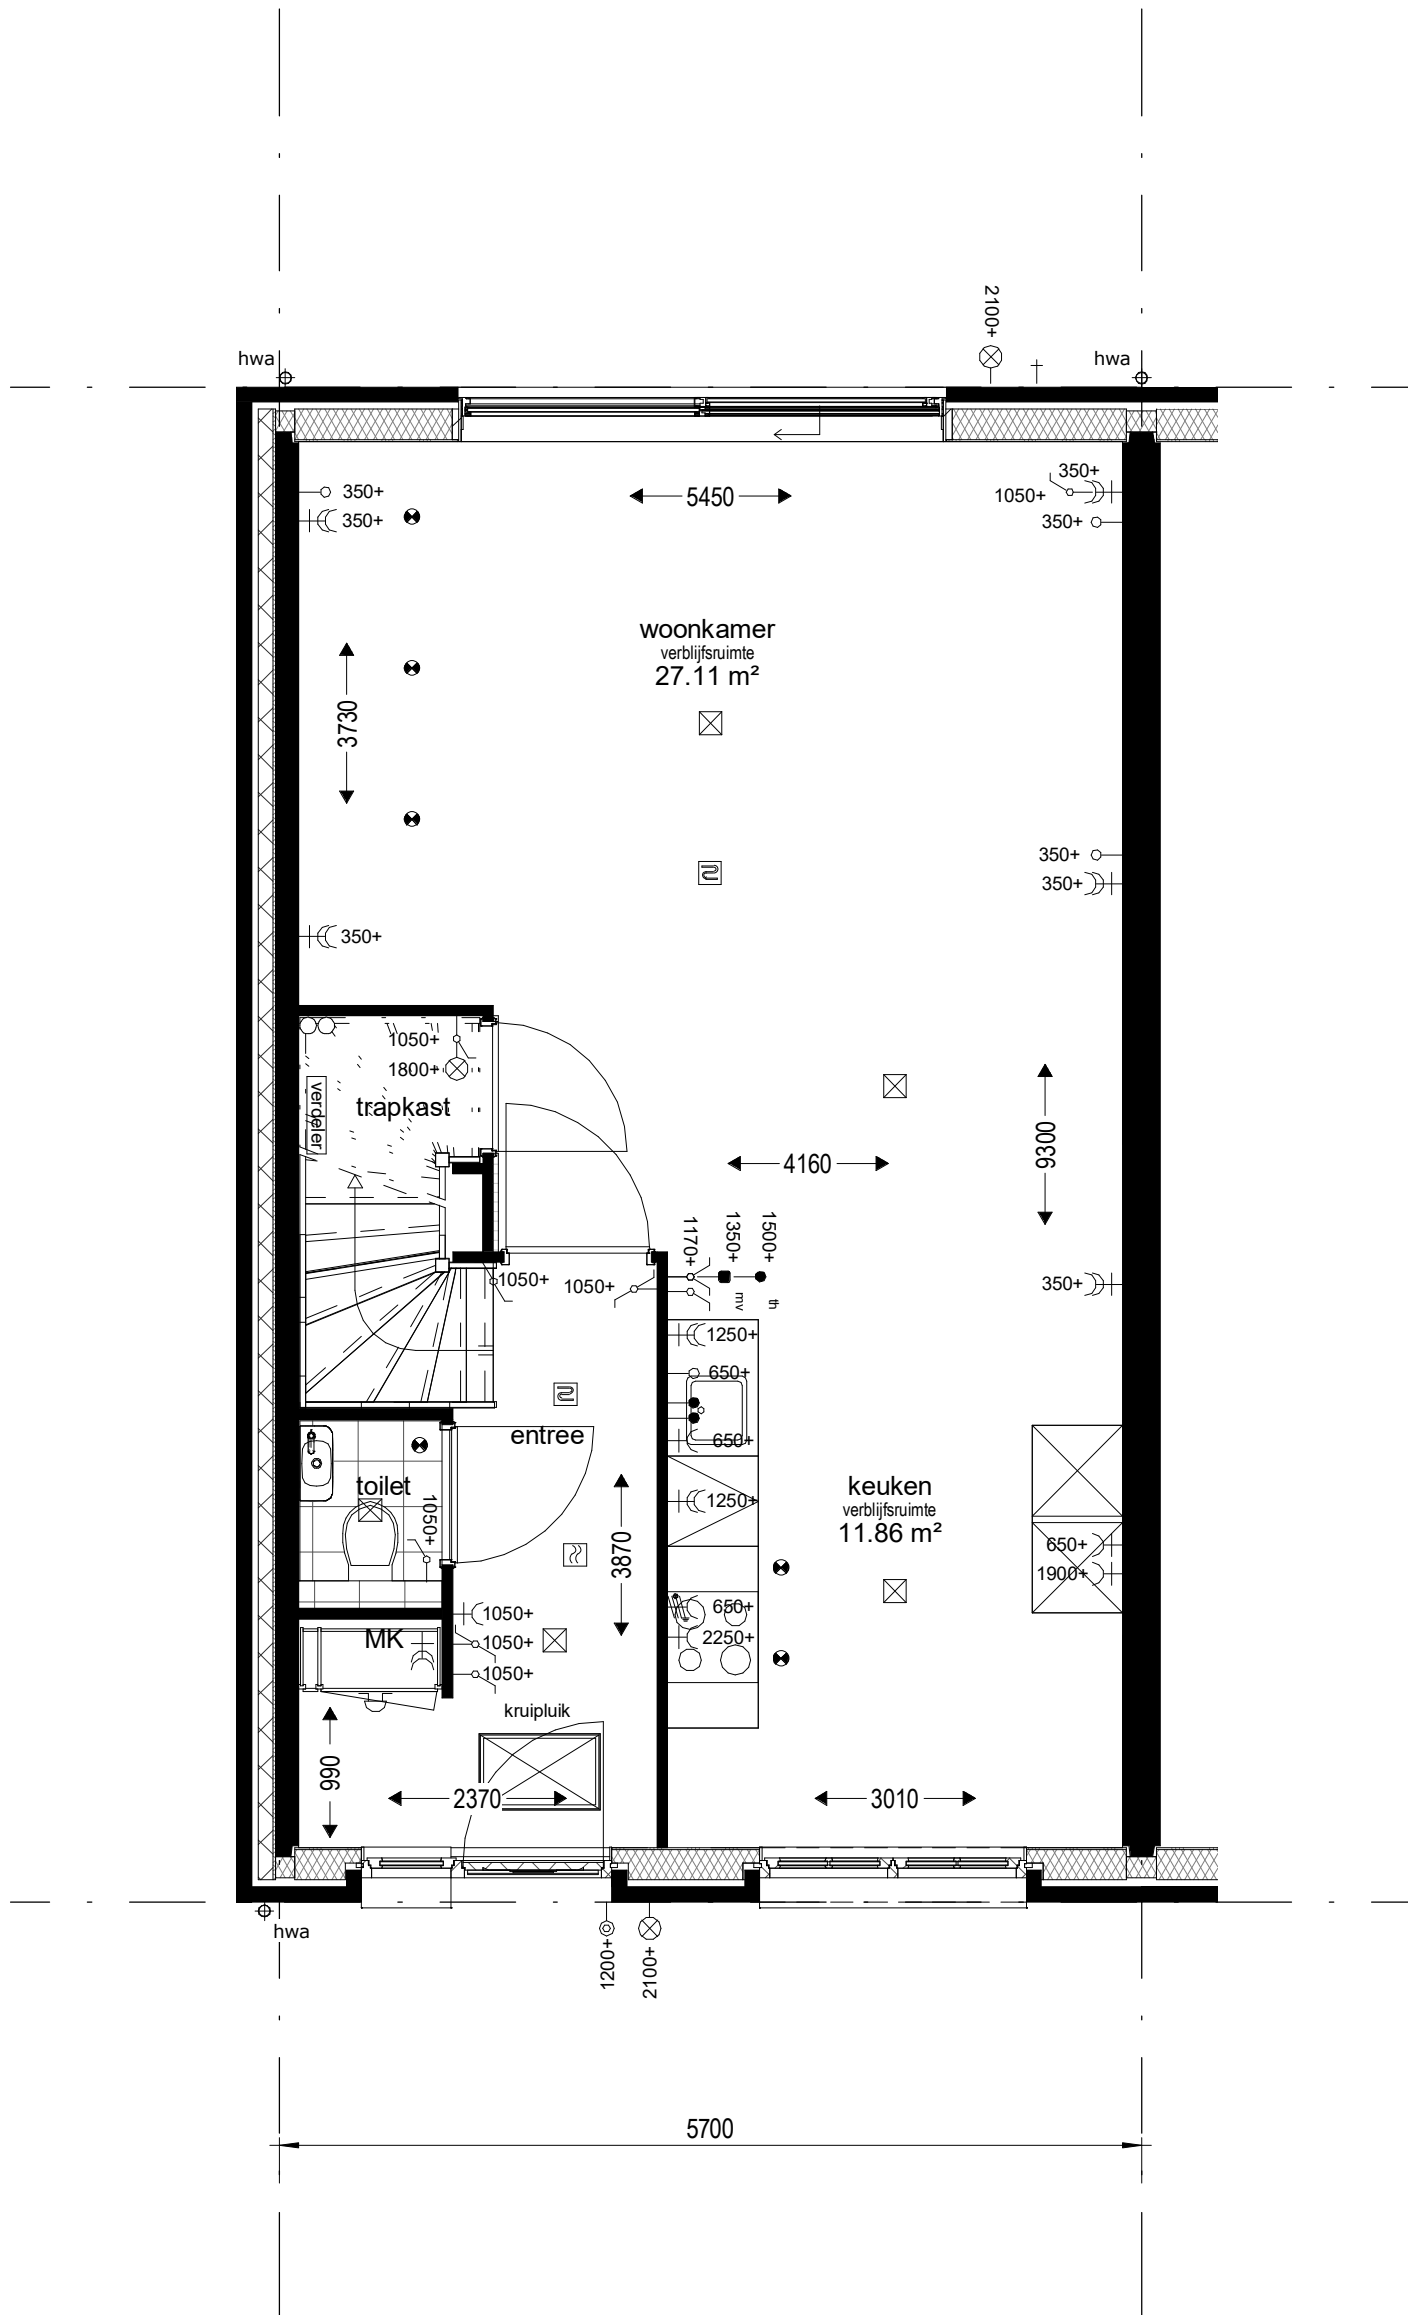 2100+
hwa
hwa
350+
350+
5450
350+
1050+
350+
woonkamer
verblijfsruimte
27.11 m²
3730
350+
350+
350+
1050+
1800+
trapkast
verdeler
4160
9300
1170+
1350+
1500+
mv
th
1050+
1050+
350+
1250+
650+
650+
entree
toilet
1050+
1250+
keuken
verblijfsruimte
11.86 m²
3870
650+
1900+
1050+
1050+
1050+
MK
650+
2250+
kruipluik
990
2370
3010
hwa
1200+
2100+
5700